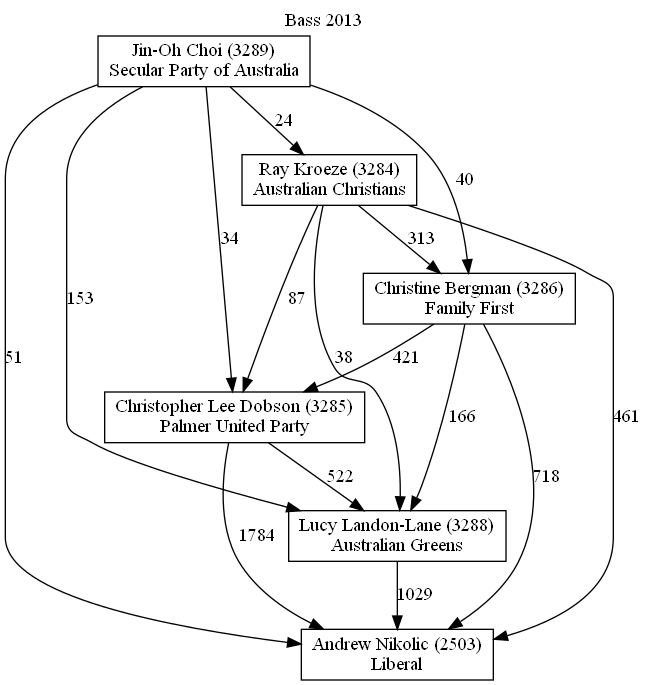 Bass 2013
Jin-Oh Choi (3289)
Secular Party of Australia
24
Ray Kroeze (3284)
Australian Christians
40
34
313
Christine Bergman (3286)
Family First
153
87
51
38
421
Christopher Lee Dobson (3285)
Palmer United Party
166
461
522
718
1784
Lucy Landon-Lane (3288)
Australian Greens
1029
Andrew Nikolic (2503)
Liberal